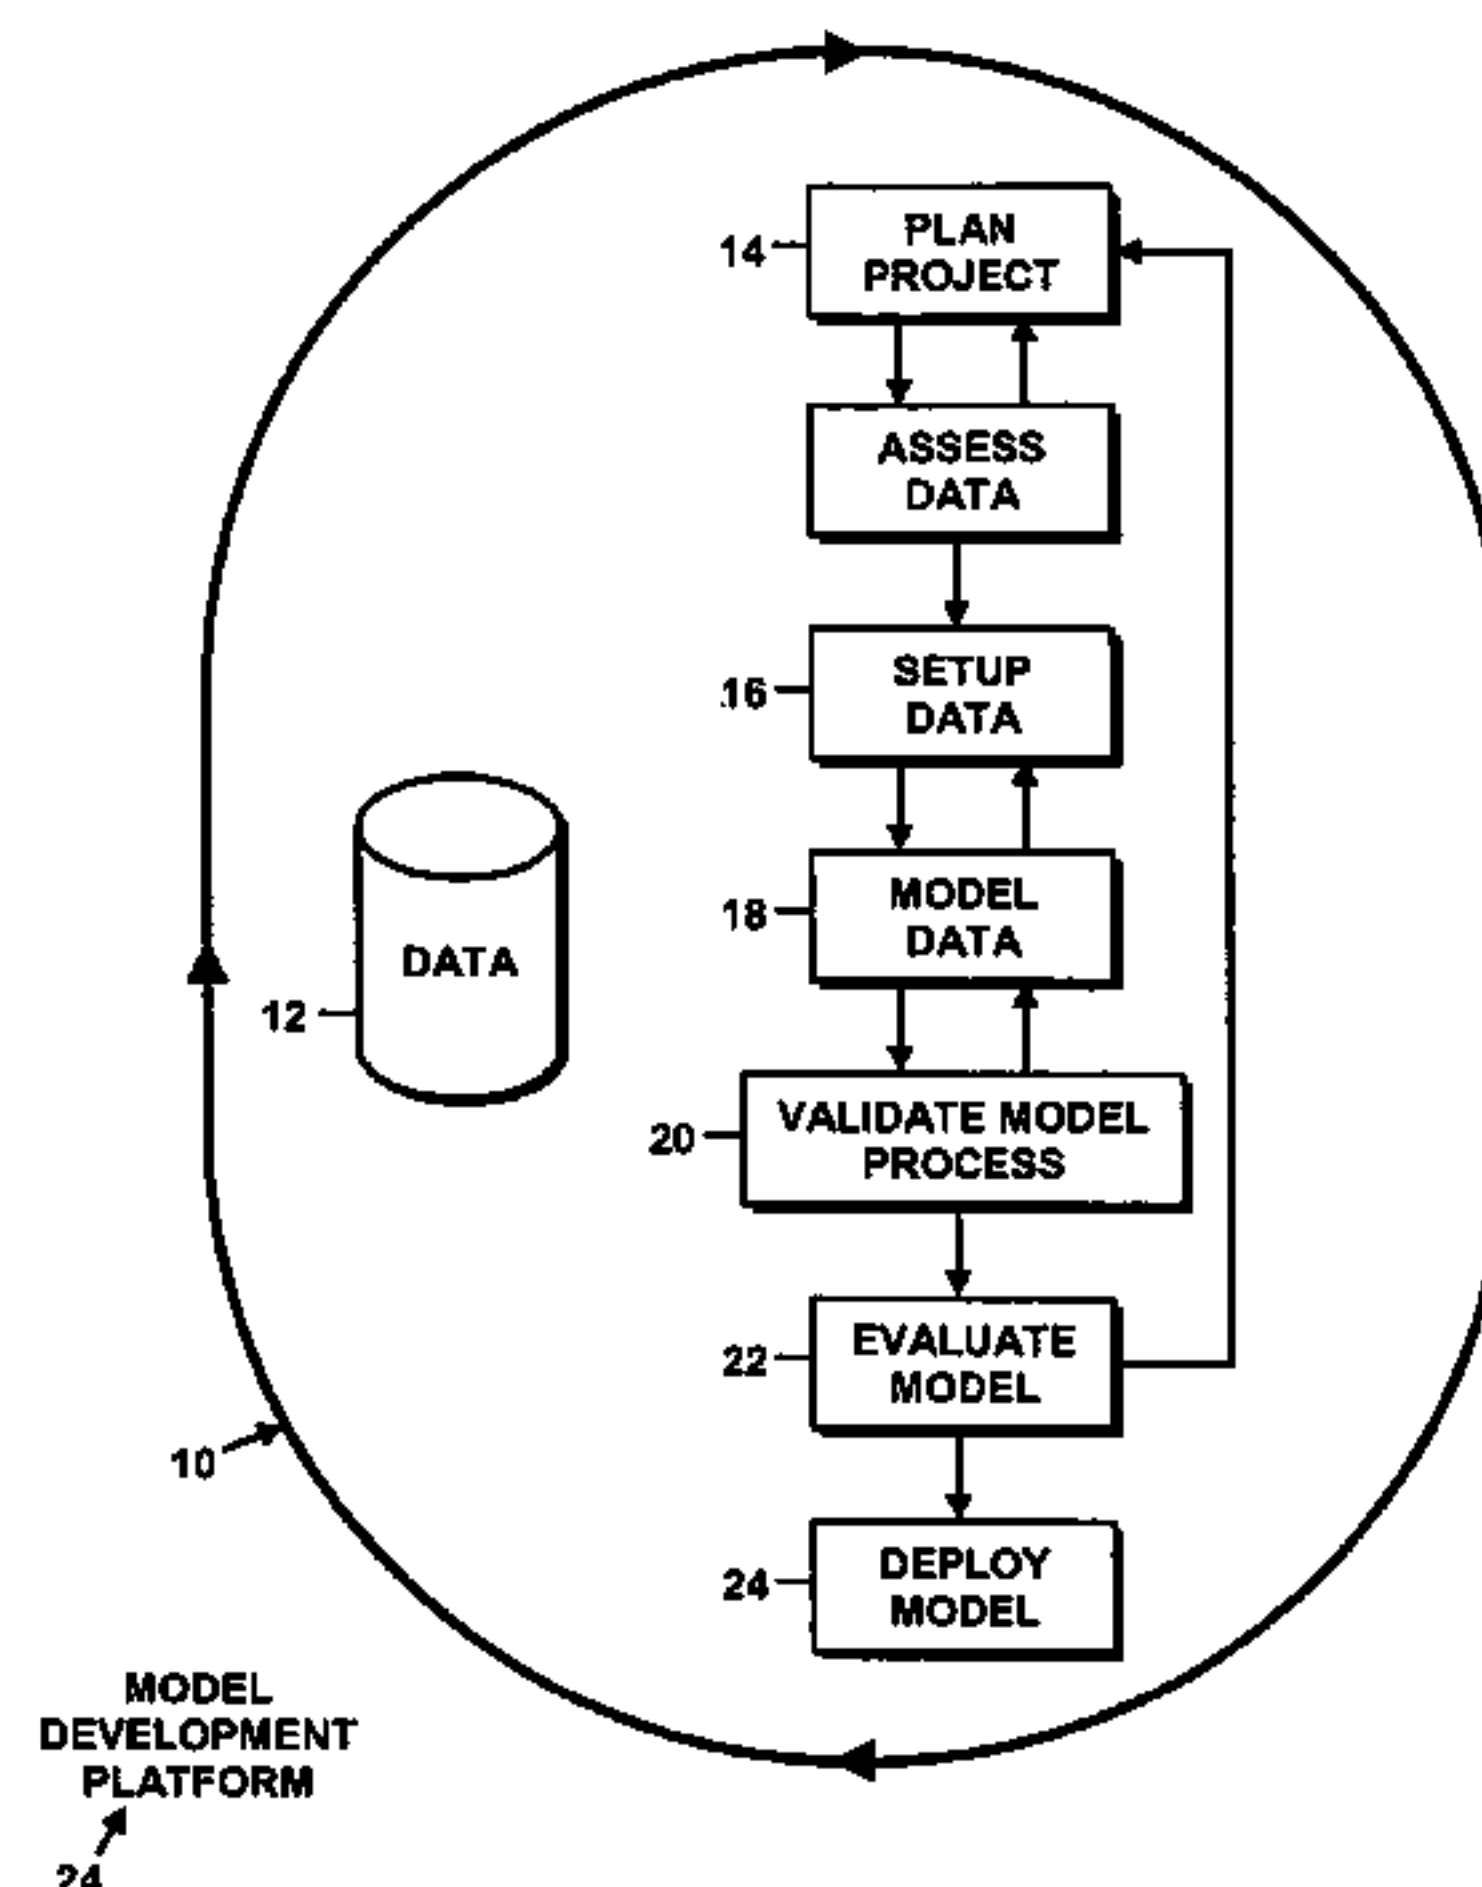 14
PLAN
PROJECT
ASSESS
DATA
16
SETUP
DATA
18
MODEL
DATA
DATA
12
20
VALIDATE MODEL
PROCESS
22
EVALUATE
MODEL
10
24
DEPLOY
MODEL
MODEL
DEVELOPMENT
PLATFORM
24